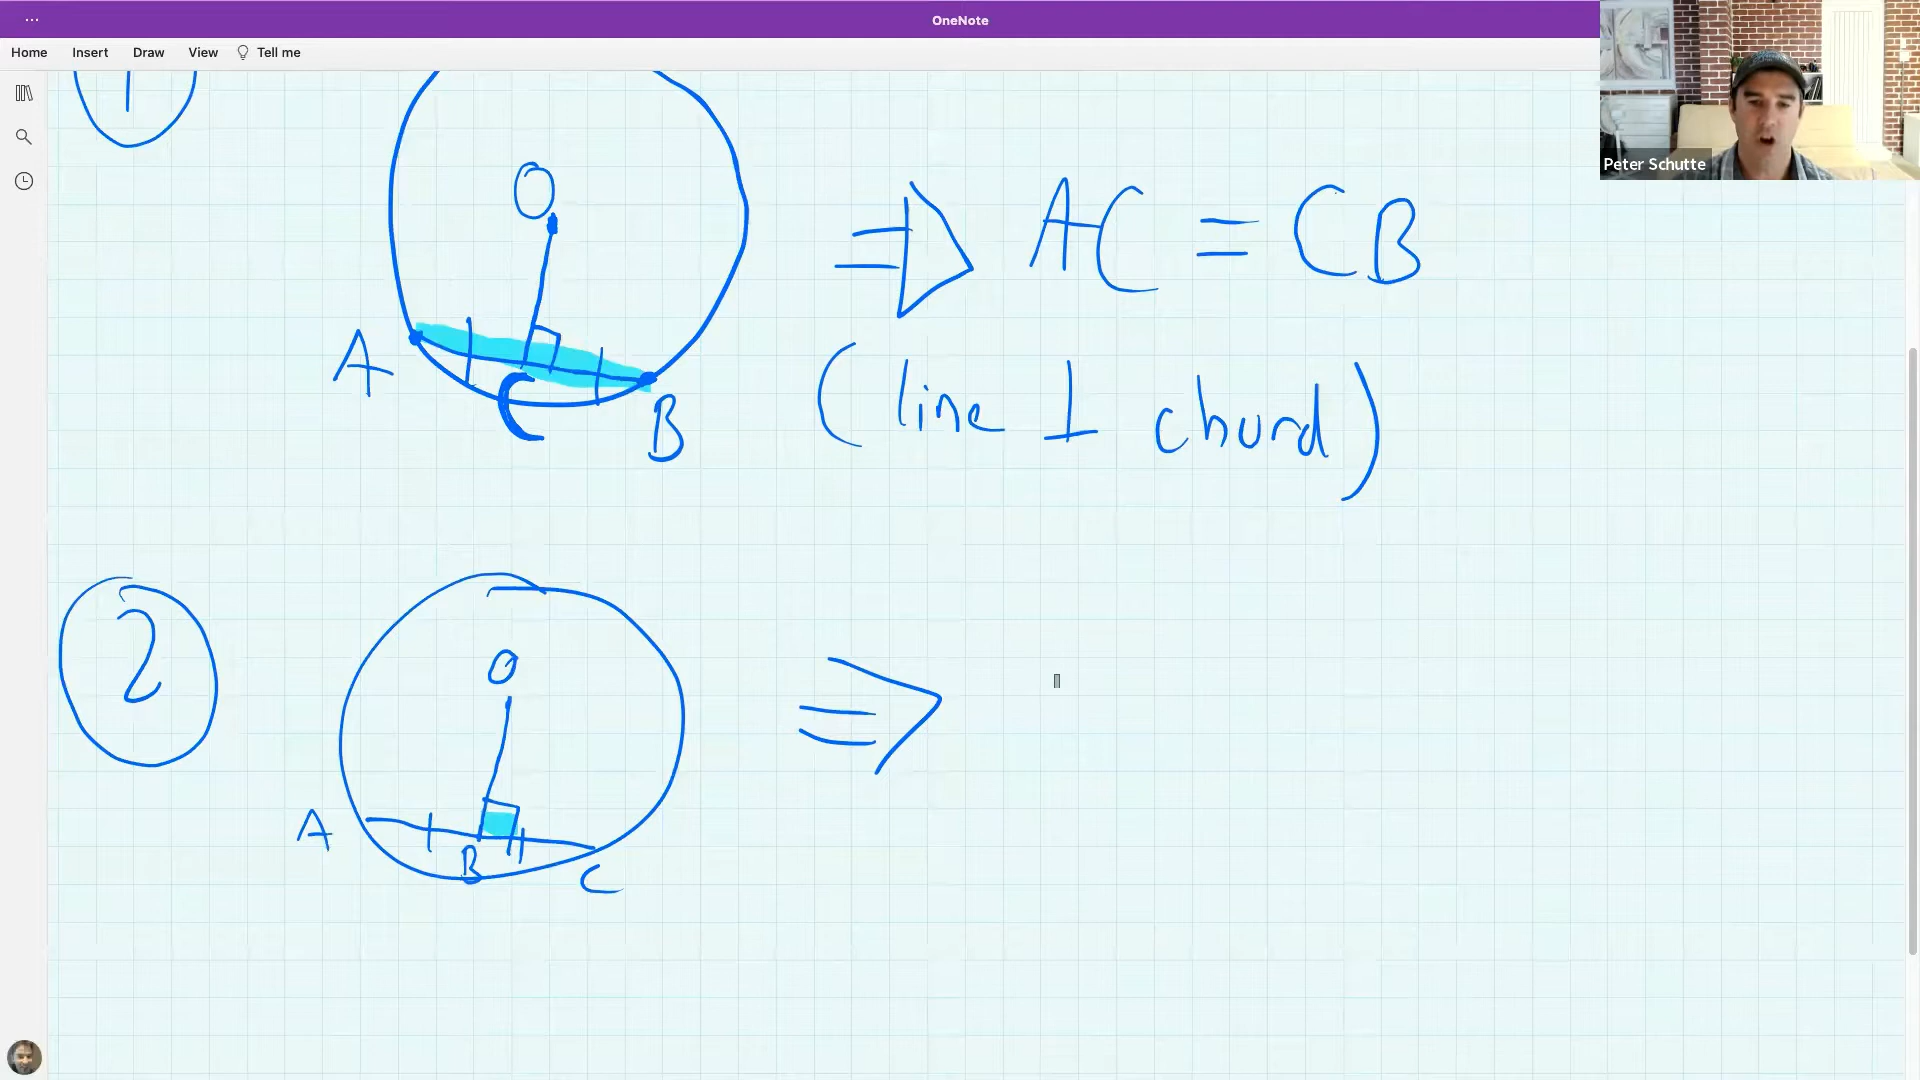 OneNote
Home Insert Draw View Tell me
Peter Schutte
1
O
⇒ AC = CB
A
C
B
(line ⊥ chord)
2
O
⇒
A
B
C